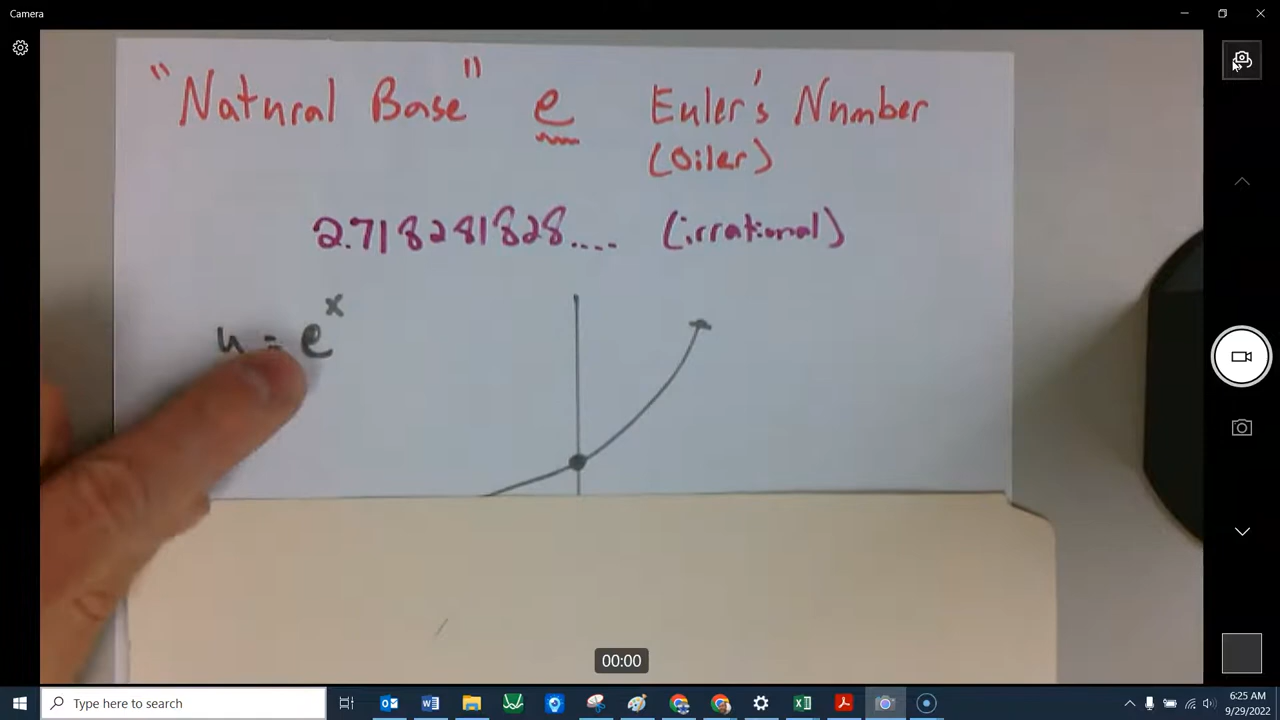 Camera
"Natural Base" e Euler's Number
(Oiler)
2.718281828.... (irrational)
y = e^x
00:00
Type here to search
6:25 AM
9/29/2022